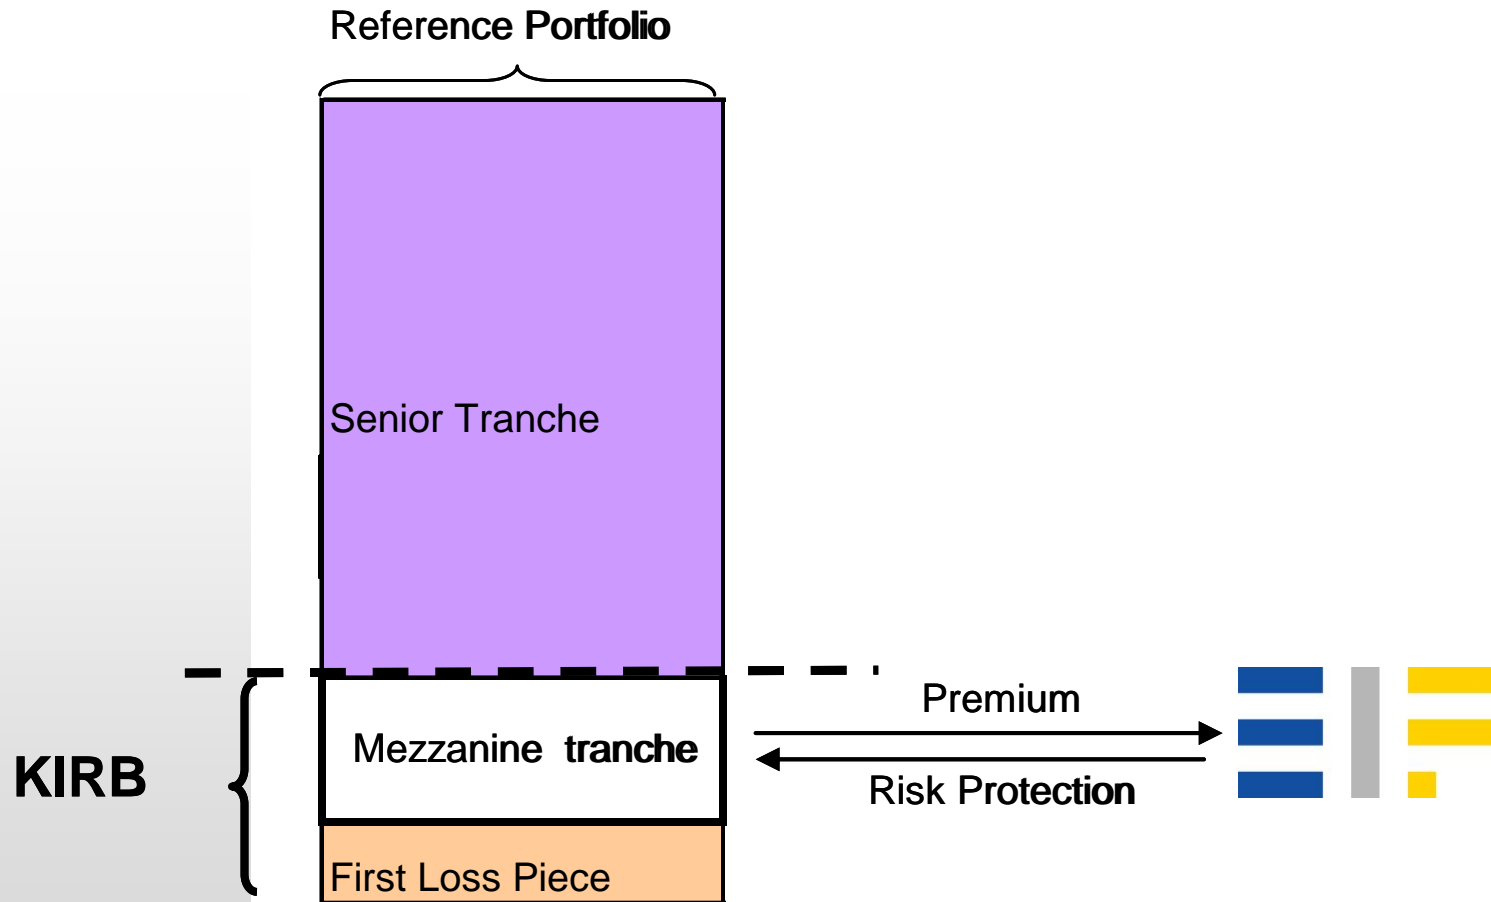 Reference Portfolio
Senior Tranche
Premium
Mezzanine tranche
KIRB
Risk Protection
First Loss Piece